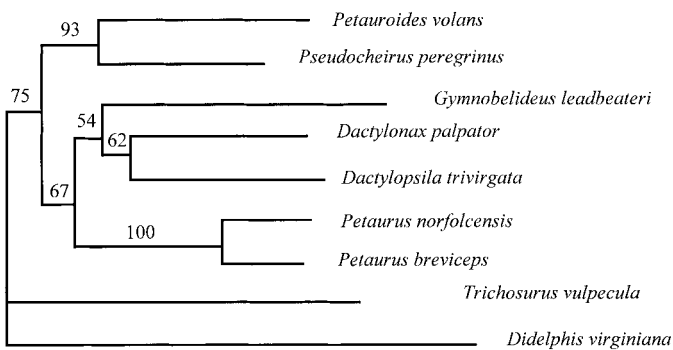 Petauroides volans
93
Pseudocheirus peregrinus
75
Gymnobelideus leadbeateri
54
Dactylonax palpator
62
Dactylopsila trivirgata
67
Petaurus norfolcensis
100
Petaurus breviceps
Trichosurus vulpecula
Didelphis virginiana